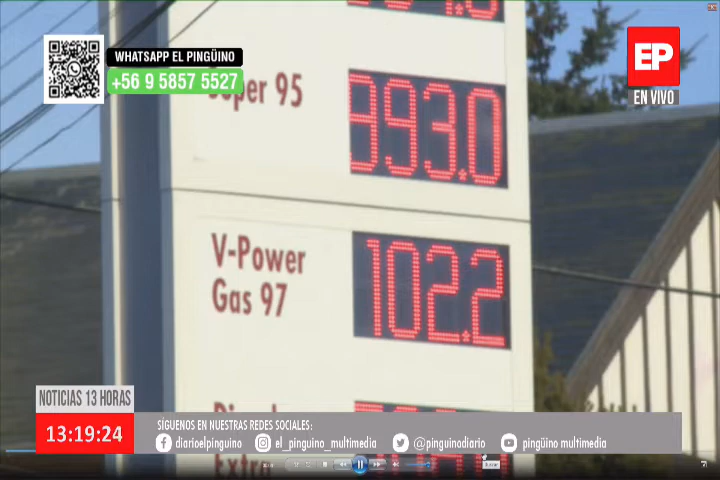 WHATSAPP EL PINGÜINO
+56 9 5857 5527
EP
EN VIVO
Super 95
993.0
V-Power
Gas 97
102.2
Extra
NOTICIAS 13 HORAS
13:19:24
SÍGUENOS EN NUESTRAS REDES SOCIALES:
diarioelpinguino
el_pinguino_multimedia
@pinguinodiario
pingüino multimedia